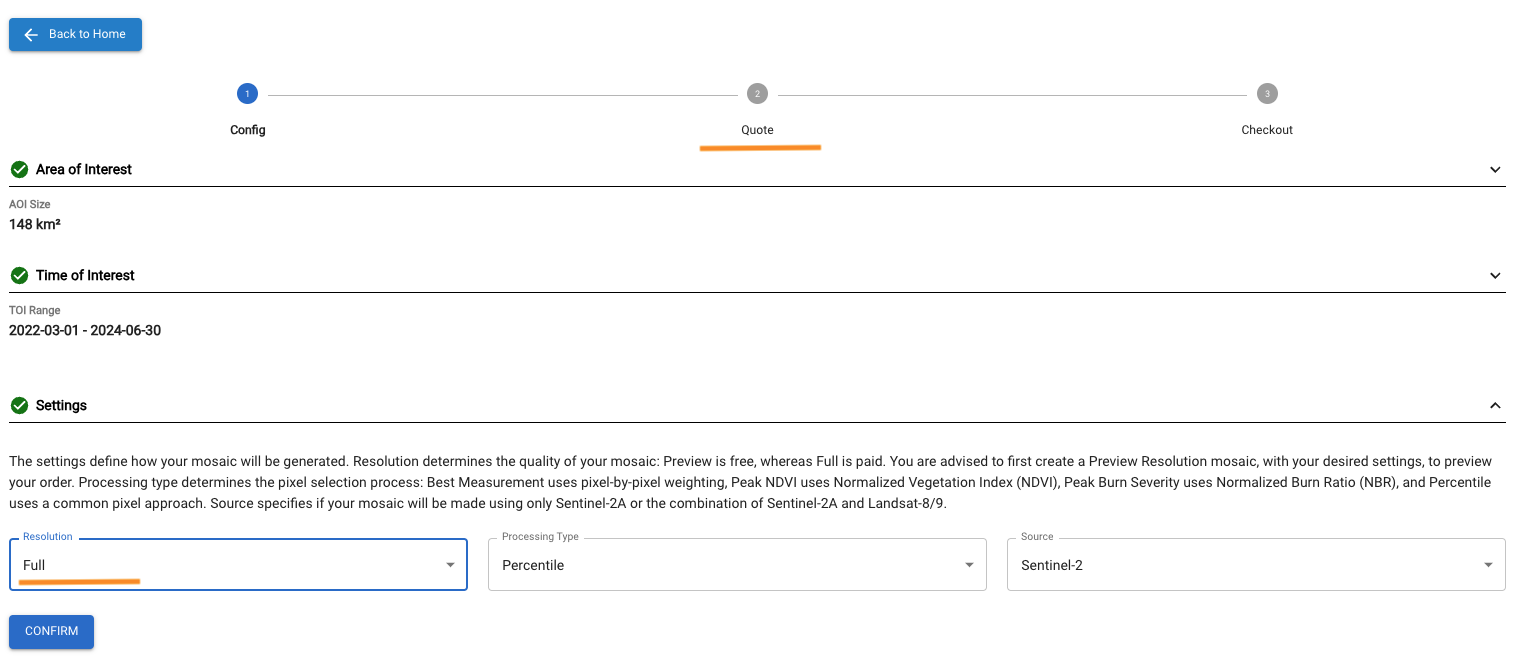 Back to Home
1
2
3
Config
Quote
Checkout
Area of Interest
AOI Size
148 km²
Time of Interest
TOI Range
2022-03-01 - 2024-06-30
Settings
The settings define how your mosaic will be generated. Resolution determines the quality of your mosaic: Preview is free, whereas Full is paid. You are advised to first create a Preview Resolution mosaic, with your desired settings, to preview
your order. Processing type determines the pixel selection process: Best Measurement uses pixel-by-pixel weighting, Peak NDVI uses Normalized Vegetation Index (NDVI), Peak Burn Severity uses Normalized Burn Ratio (NBR), and Percentile
uses a common pixel approach. Source specifies if your mosaic will be made using only Sentinel-2A or the combination of Sentinel-2A and Landsat-8/9.
Resolution
Full
Processing Type
Percentile
Source
Sentinel-2
CONFIRM